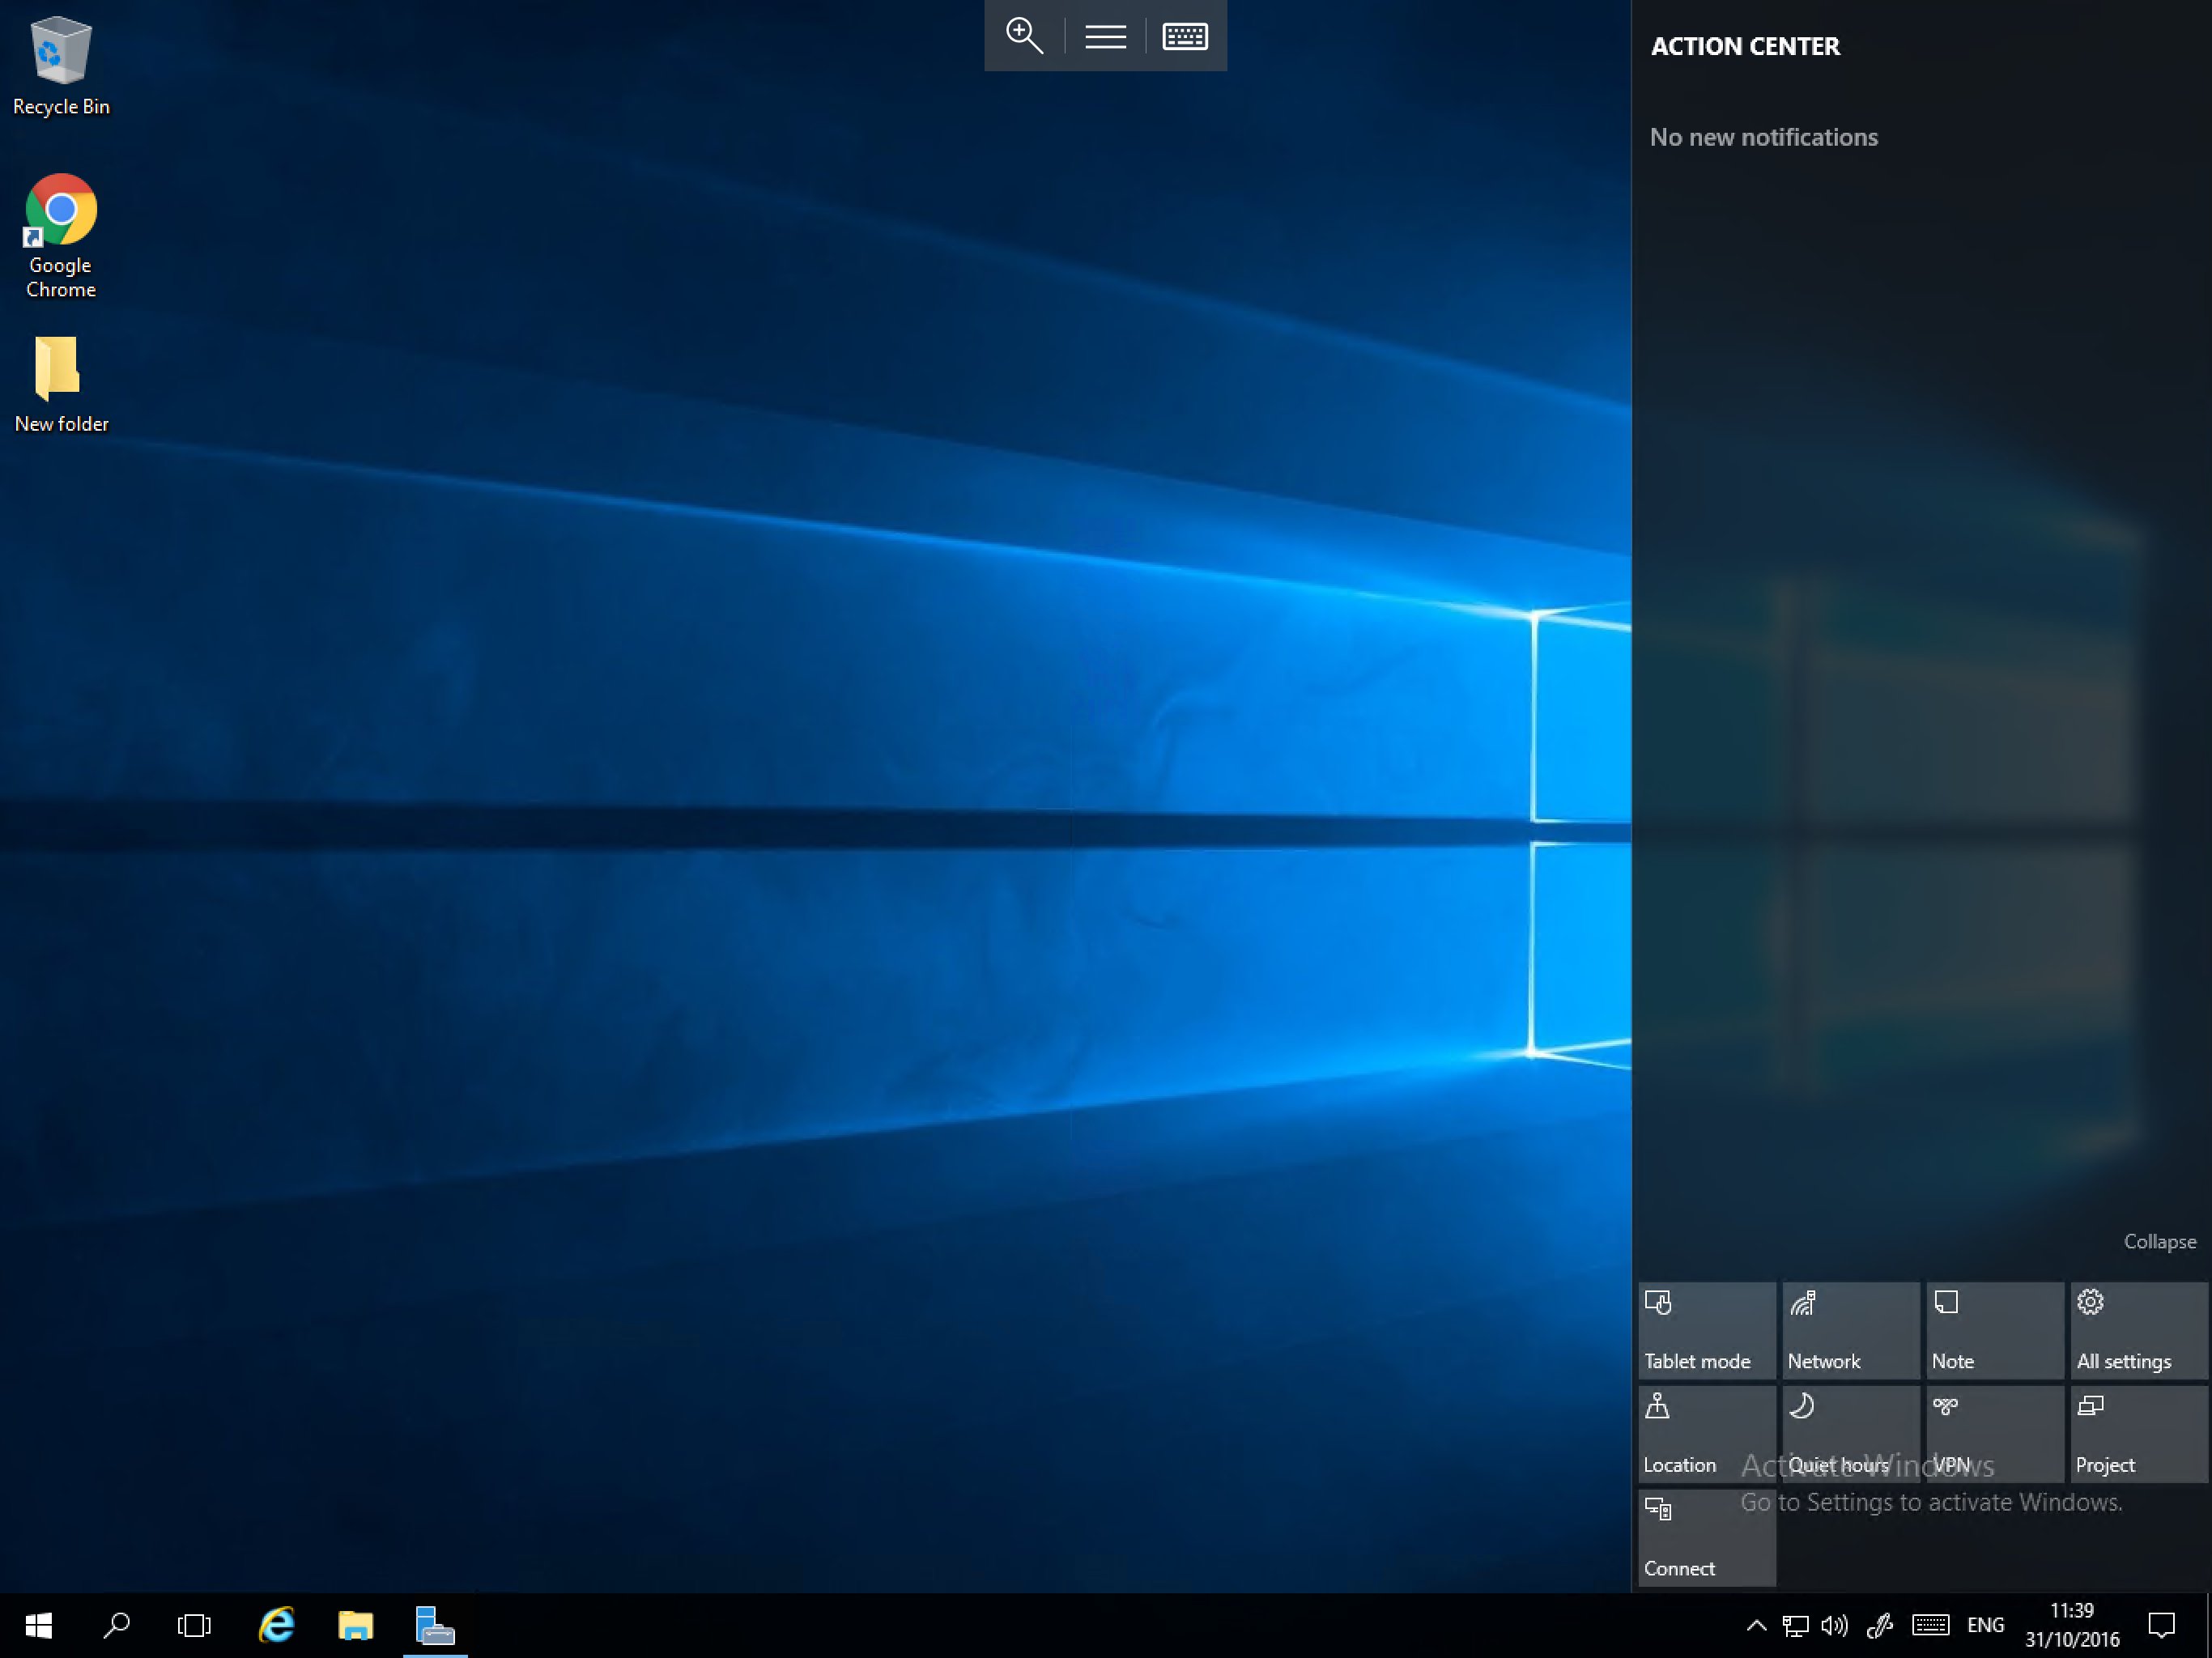 Recycle Bin
Google
Chrome
New folder
ACTION CENTER
No new notifications
Collapse
Tablet mode
Network
Note
All settings
Location
Quiet hours
VPN
Project
Activate Windows
Go to Settings to activate Windows.
Connect
ENG
11:39
31/10/2016